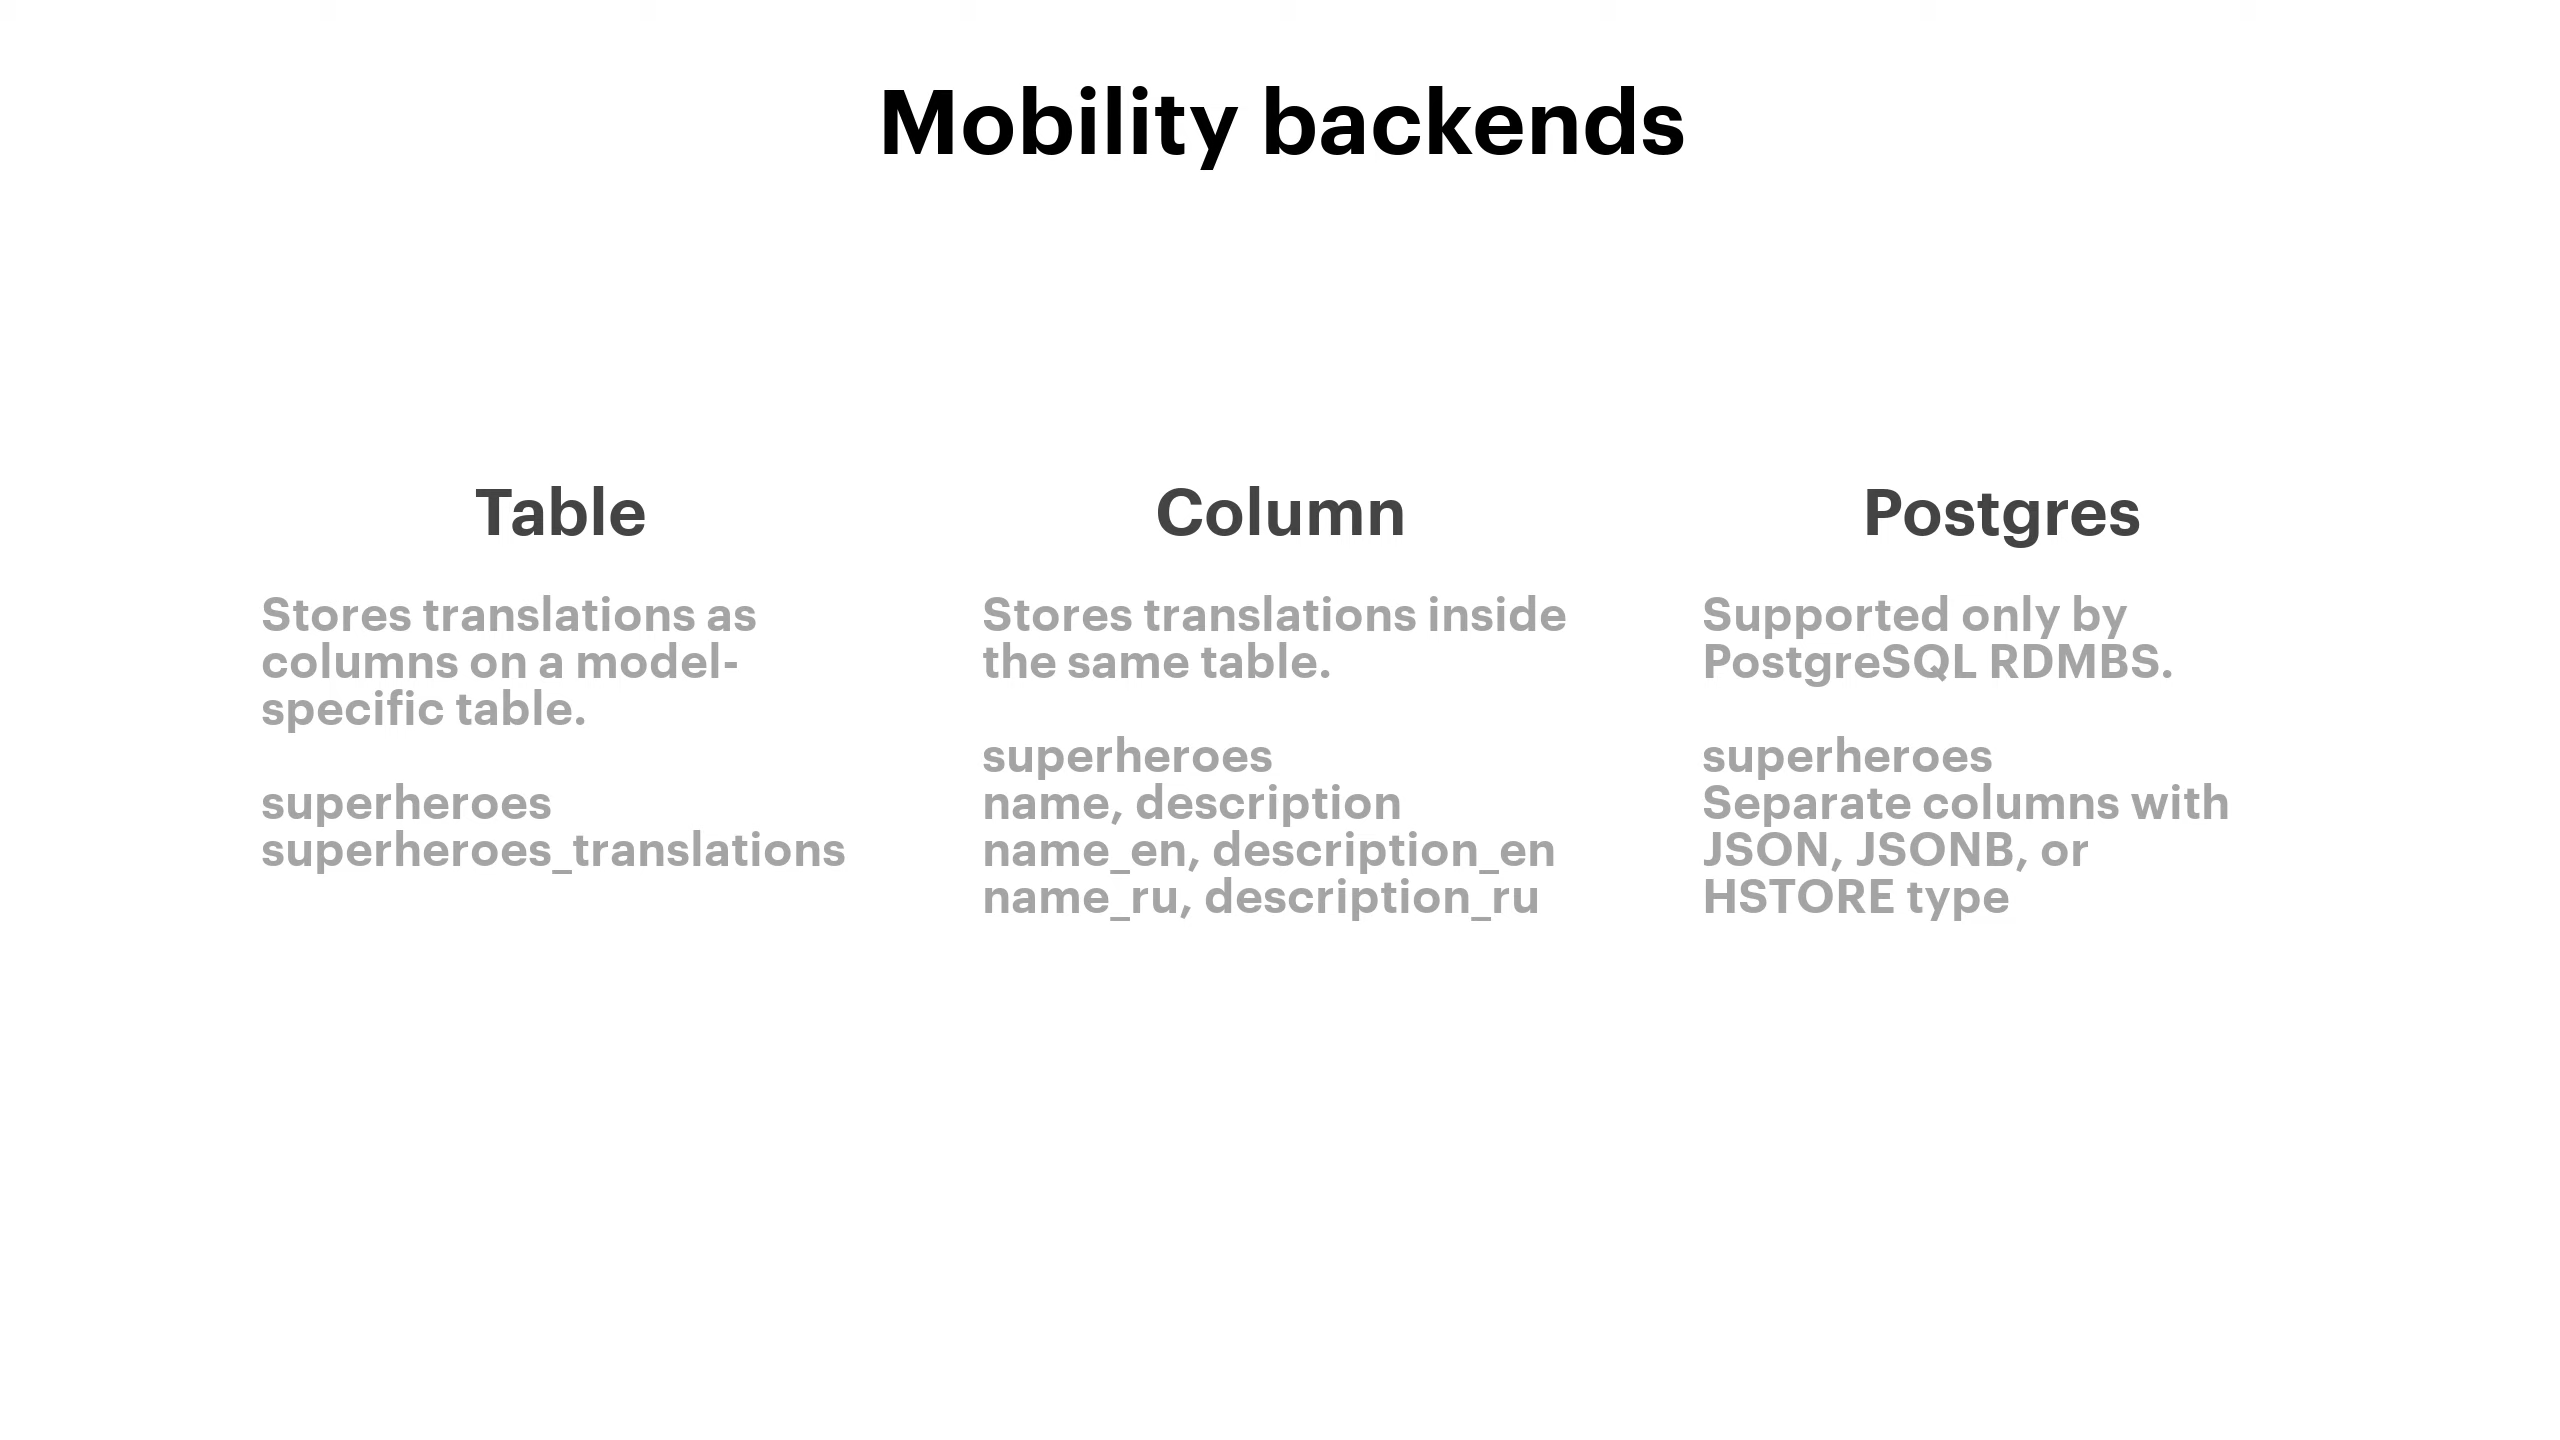 Mobility backends
Table
Stores translations as
columns on a model-
specific table.
superheroes
superheroes_translations
Column
Stores translations inside
the same table.
superheroes
name, description
name_en, description_en
name_ru, description_ru
Postgres
Supported only by
PostgreSQL RDMBS.
superheroes
Separate columns with
JSON, JSONB, or
HSTORE type